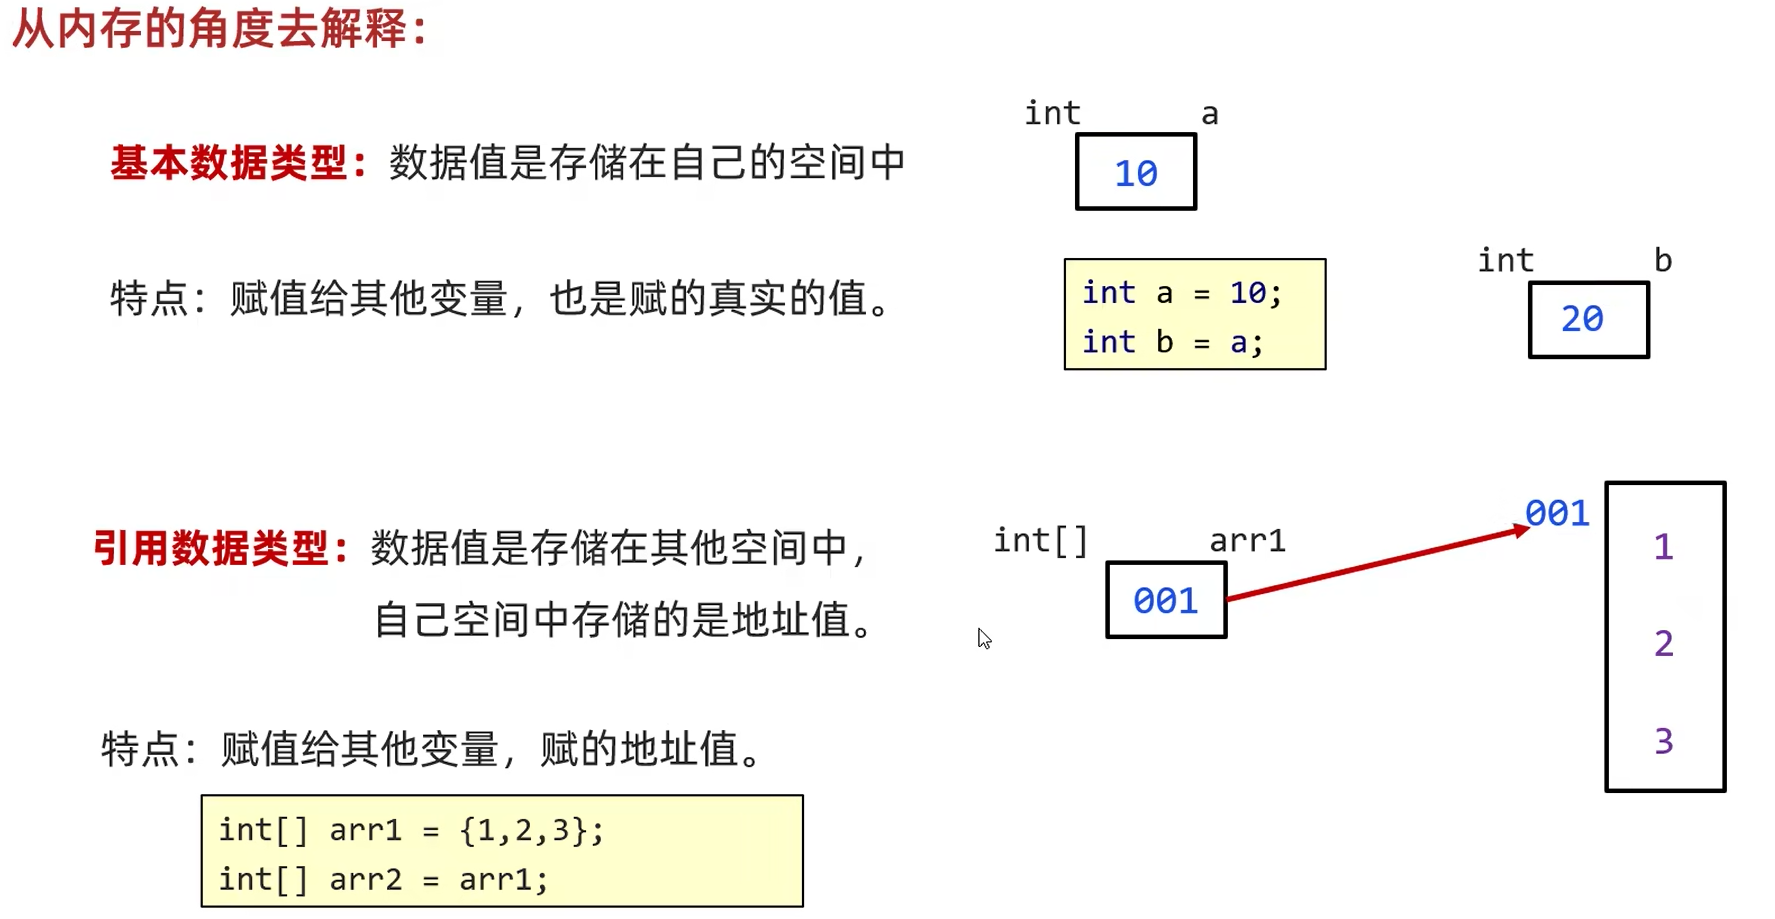 从内存的角度去解释：
基本数据类型：数据值是存储在自己的空间中
特点：赋值给其他变量，也是赋的真实的值。
int a
10
int a = 10;
int b = a;
int b
20
引用数据类型：数据值是存储在其他空间中，
自己空间中存储的是地址值。
特点：赋值给其他变量，赋的地址值。
int[] arr1 = {1,2,3};
int[] arr2 = arr1;
int[] arr1
001
001
1
2
3